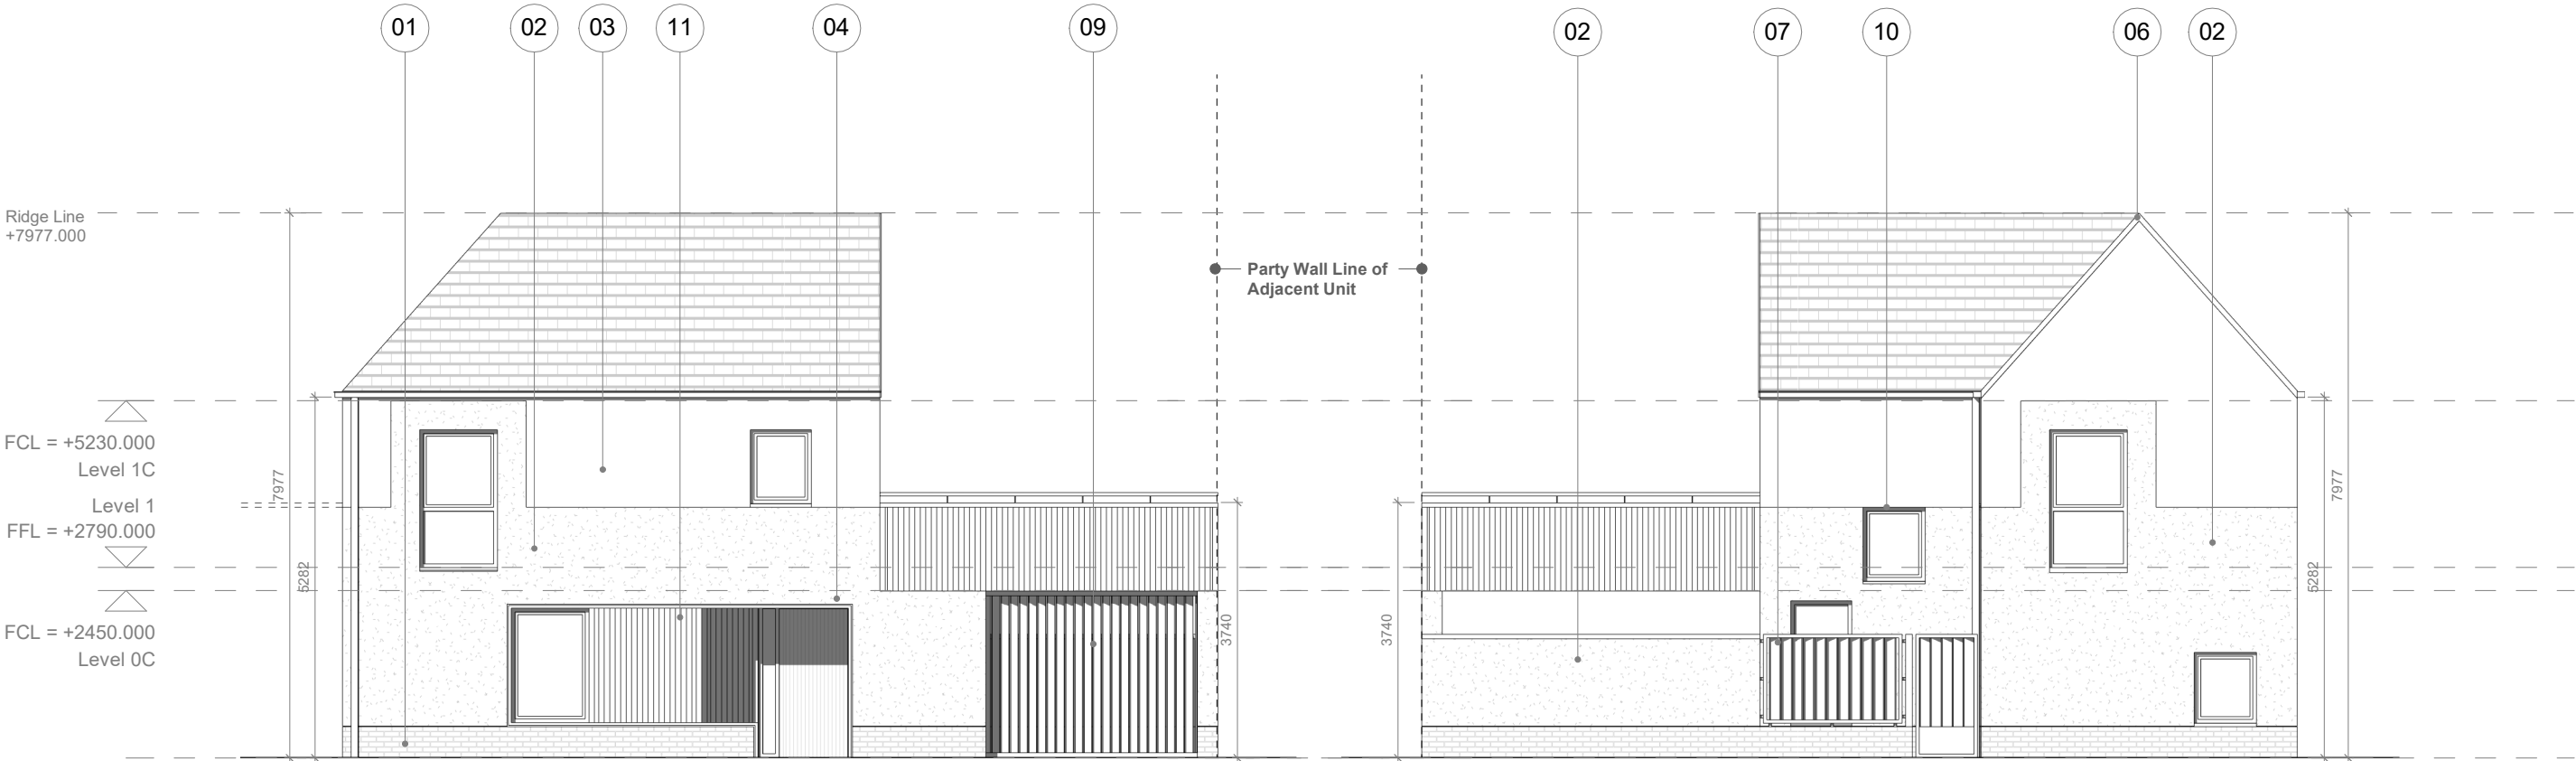 01 02 03 11 04 09 02 07 10 06 02
Ridge Line
+7977.000
Party Wall Line of
Adjacent Unit
FCL = +5230.000
Level 1C
7977
7977
Level 1
FFL = +2790.000
5282
5282
FCL = +2450.000
Level 0C
3740
3740